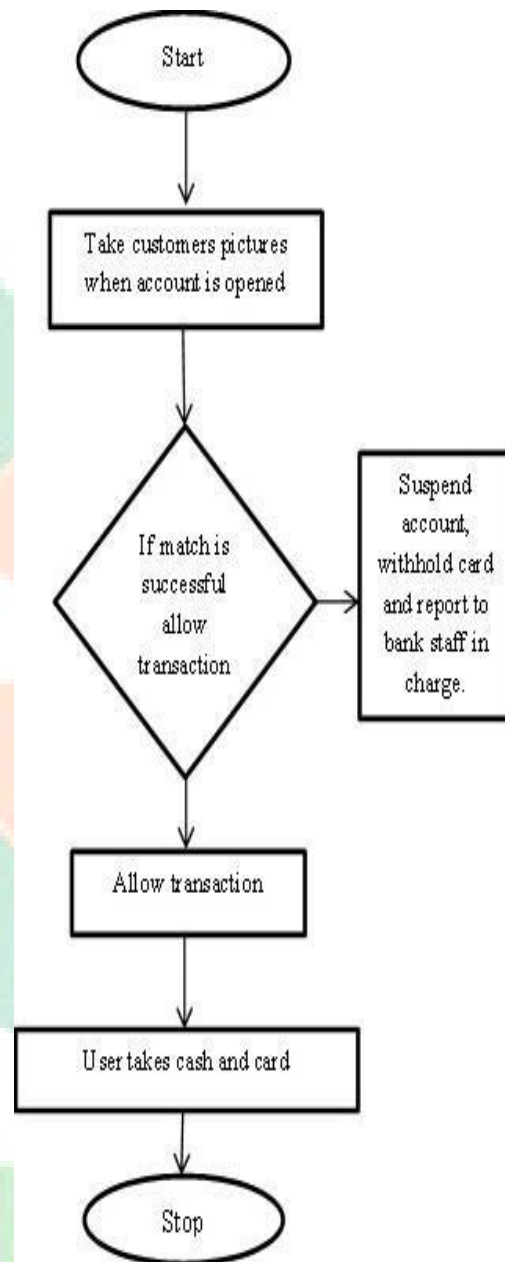 Start
Take customers pictures
when account is opened
If match is
successful
allow
transaction
Suspend
account,
withhold card
and report to
bank staff in
charge.
Allow transaction
User takes cash and card
Stop